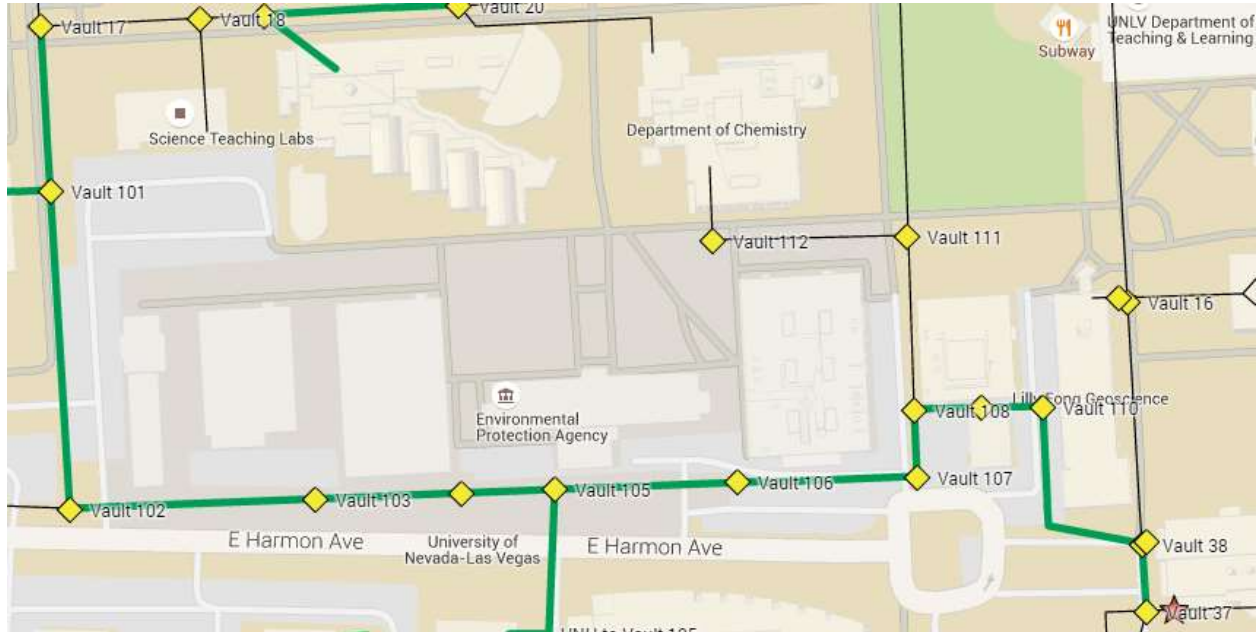 Vault 17
Vault 18
Vault 20
UNLV Department of
Teaching & Learning
Subway
Science Teaching Labs
Department of Chemistry
Vault 101
Vault 112
Vault 111
Vault 16
Lilly Fong Geoscience
Vault 108
Vault 110
Environmental
Protection Agency
Vault 107
Vault 106
Vault 105
Vault 103
Vault 102
E Harmon Ave
University of
Nevada-Las Vegas
E Harmon Ave
Vault 38
Vault 37